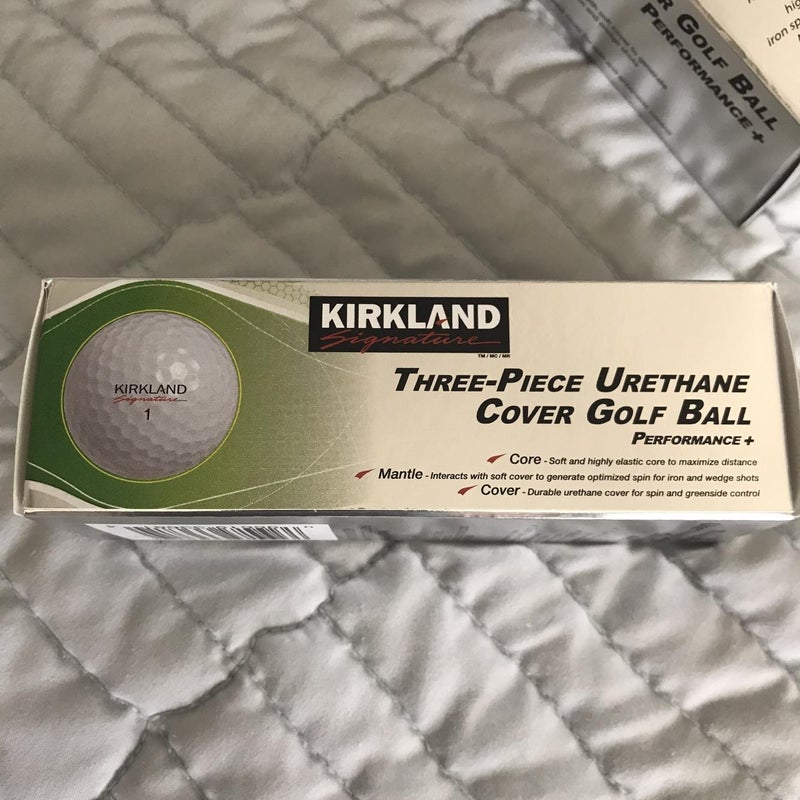 R GOLF BALL
PERFORMANCE +
iron sp
KIRKLAND
Signature
TM / MC / MR
KIRKLAND
Signature
1
THREE-PIECE URETHANE
COVER GOLF BALL
PERFORMANCE +
Core - Soft and highly elastic core to maximize distance
Mantle - Interacts with soft cover to generate optimized spin for iron and wedge shots
Cover - Durable urethane cover for spin and greenside control